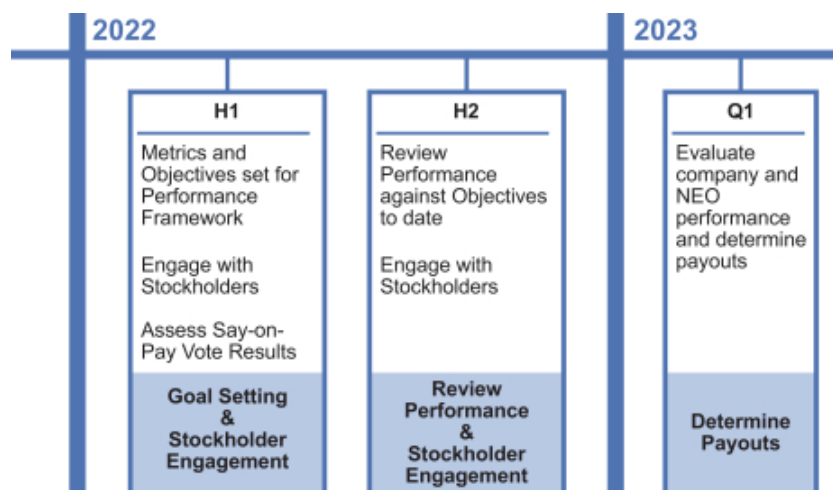 2022
2023
H1
Metrics and
Objectives set for
Performance
Framework
Engage with
Stockholders
Assess Say-on-
Pay Vote Results
Goal Setting
&
Stockholder
Engagement
H2
Review
Performance
against Objectives
to date
Engage with
Stockholders
Review
Performance
&
Stockholder
Engagement
Q1
Evaluate
company and
NEO
performance
and determine
payouts
Determine
Payouts